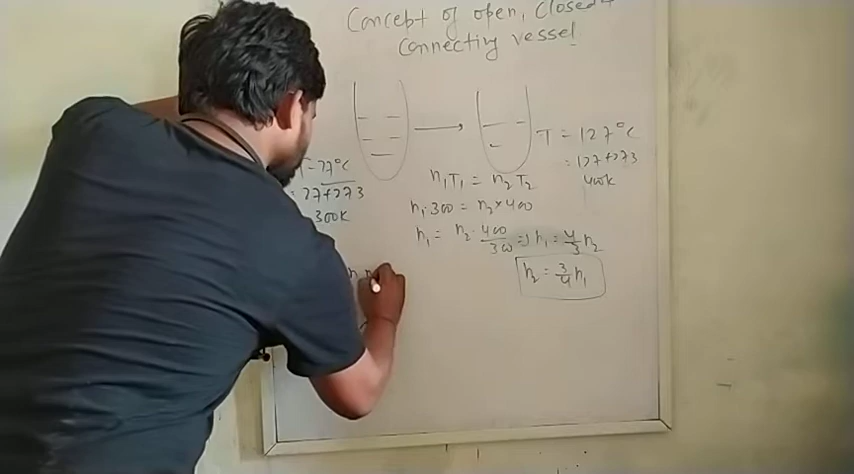 Concept of open, closed
connecting vessel
T = 27°C
= 27+273
300K
T = 127°C
= 127+273
400K
n₁T₁ = n₂T₂
n₁·300 = n₂×400
n₁ = n₂·400/300 ⇒ n₁ = 4/3 n₂
n₂ = 3/4 n₁